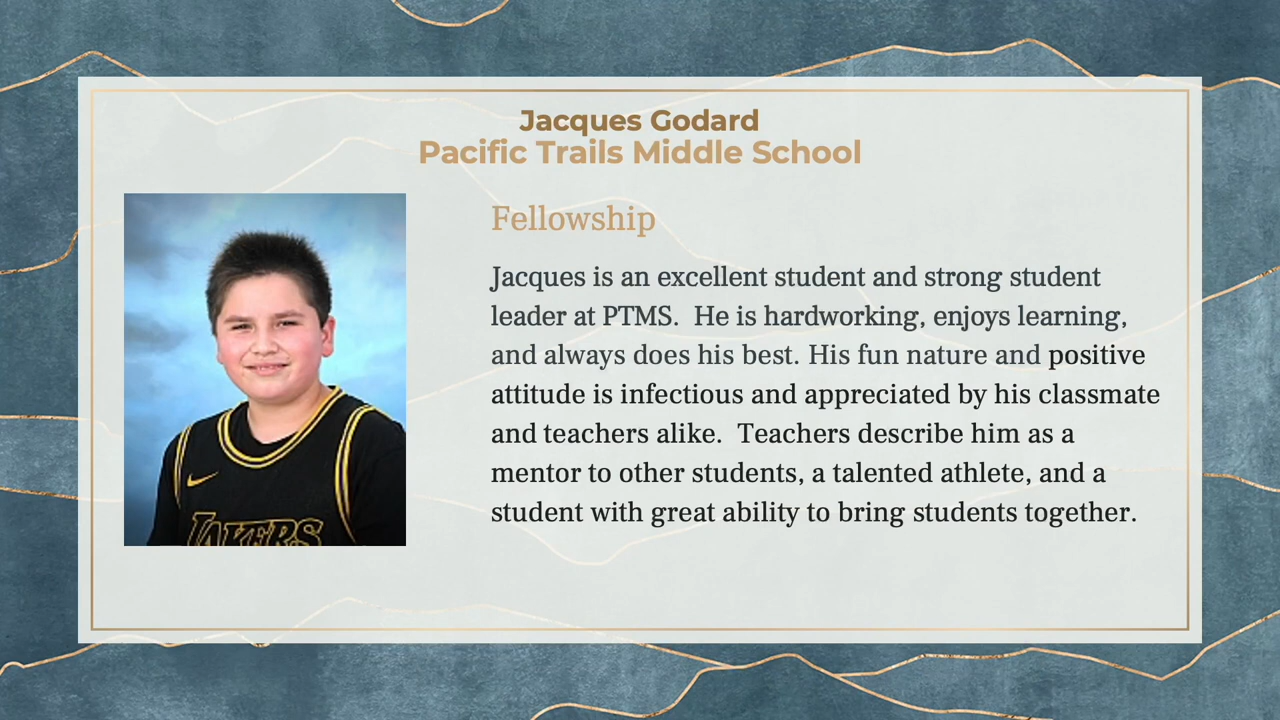 Jacques Godard
Pacific Trails Middle School
Fellowship
Jacques is an excellent student and strong student
leader at PTMS.  He is hardworking, enjoys learning,
and always does his best. His fun nature and positive
attitude is infectious and appreciated by his classmate
and teachers alike.  Teachers describe him as a
mentor to other students, a talented athlete, and a
student with great ability to bring students together.
LAKERS